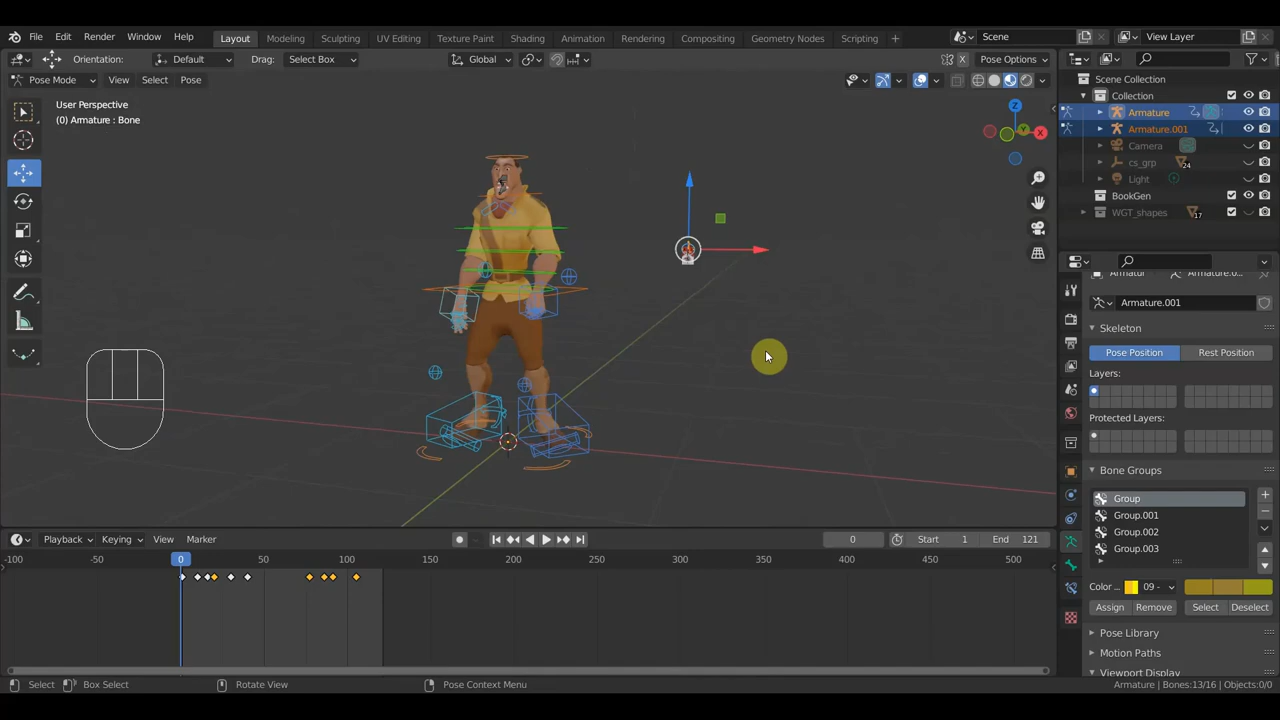 File Edit Render Window Help Layout Modeling Sculpting UV Editing Texture Paint Shading Animation Rendering Compositing Geometry Nodes Scripting + Scene View Layer
Orientation: Default Drag: Select Box Global Pose Options
Pose Mode View Select Pose
Scene Collection
Collection
Armature
Armature.001
Camera
cs_grp 24
Light
BookGen
WGT_shapes 17
User Perspective
(0) Armature : Bone
Z
Y
X
Armatur Armature.0...
Armature.001
Skeleton
Pose Position Rest Position
Layers:
Protected Layers:
Bone Groups
Group
Group.001
Group.002
Group.003
Color ... 09 -
Assign Remove Select Deselect
Pose Library
Motion Paths
Viewport Display
Playback Keying View Marker 0 Start 1 End 121
-100 -50 0 50 100 150 200 250 300 350 400 450 500
Select Box Select Rotate View Pose Context Menu Armature | Bones:13/16 | Objects:0/0